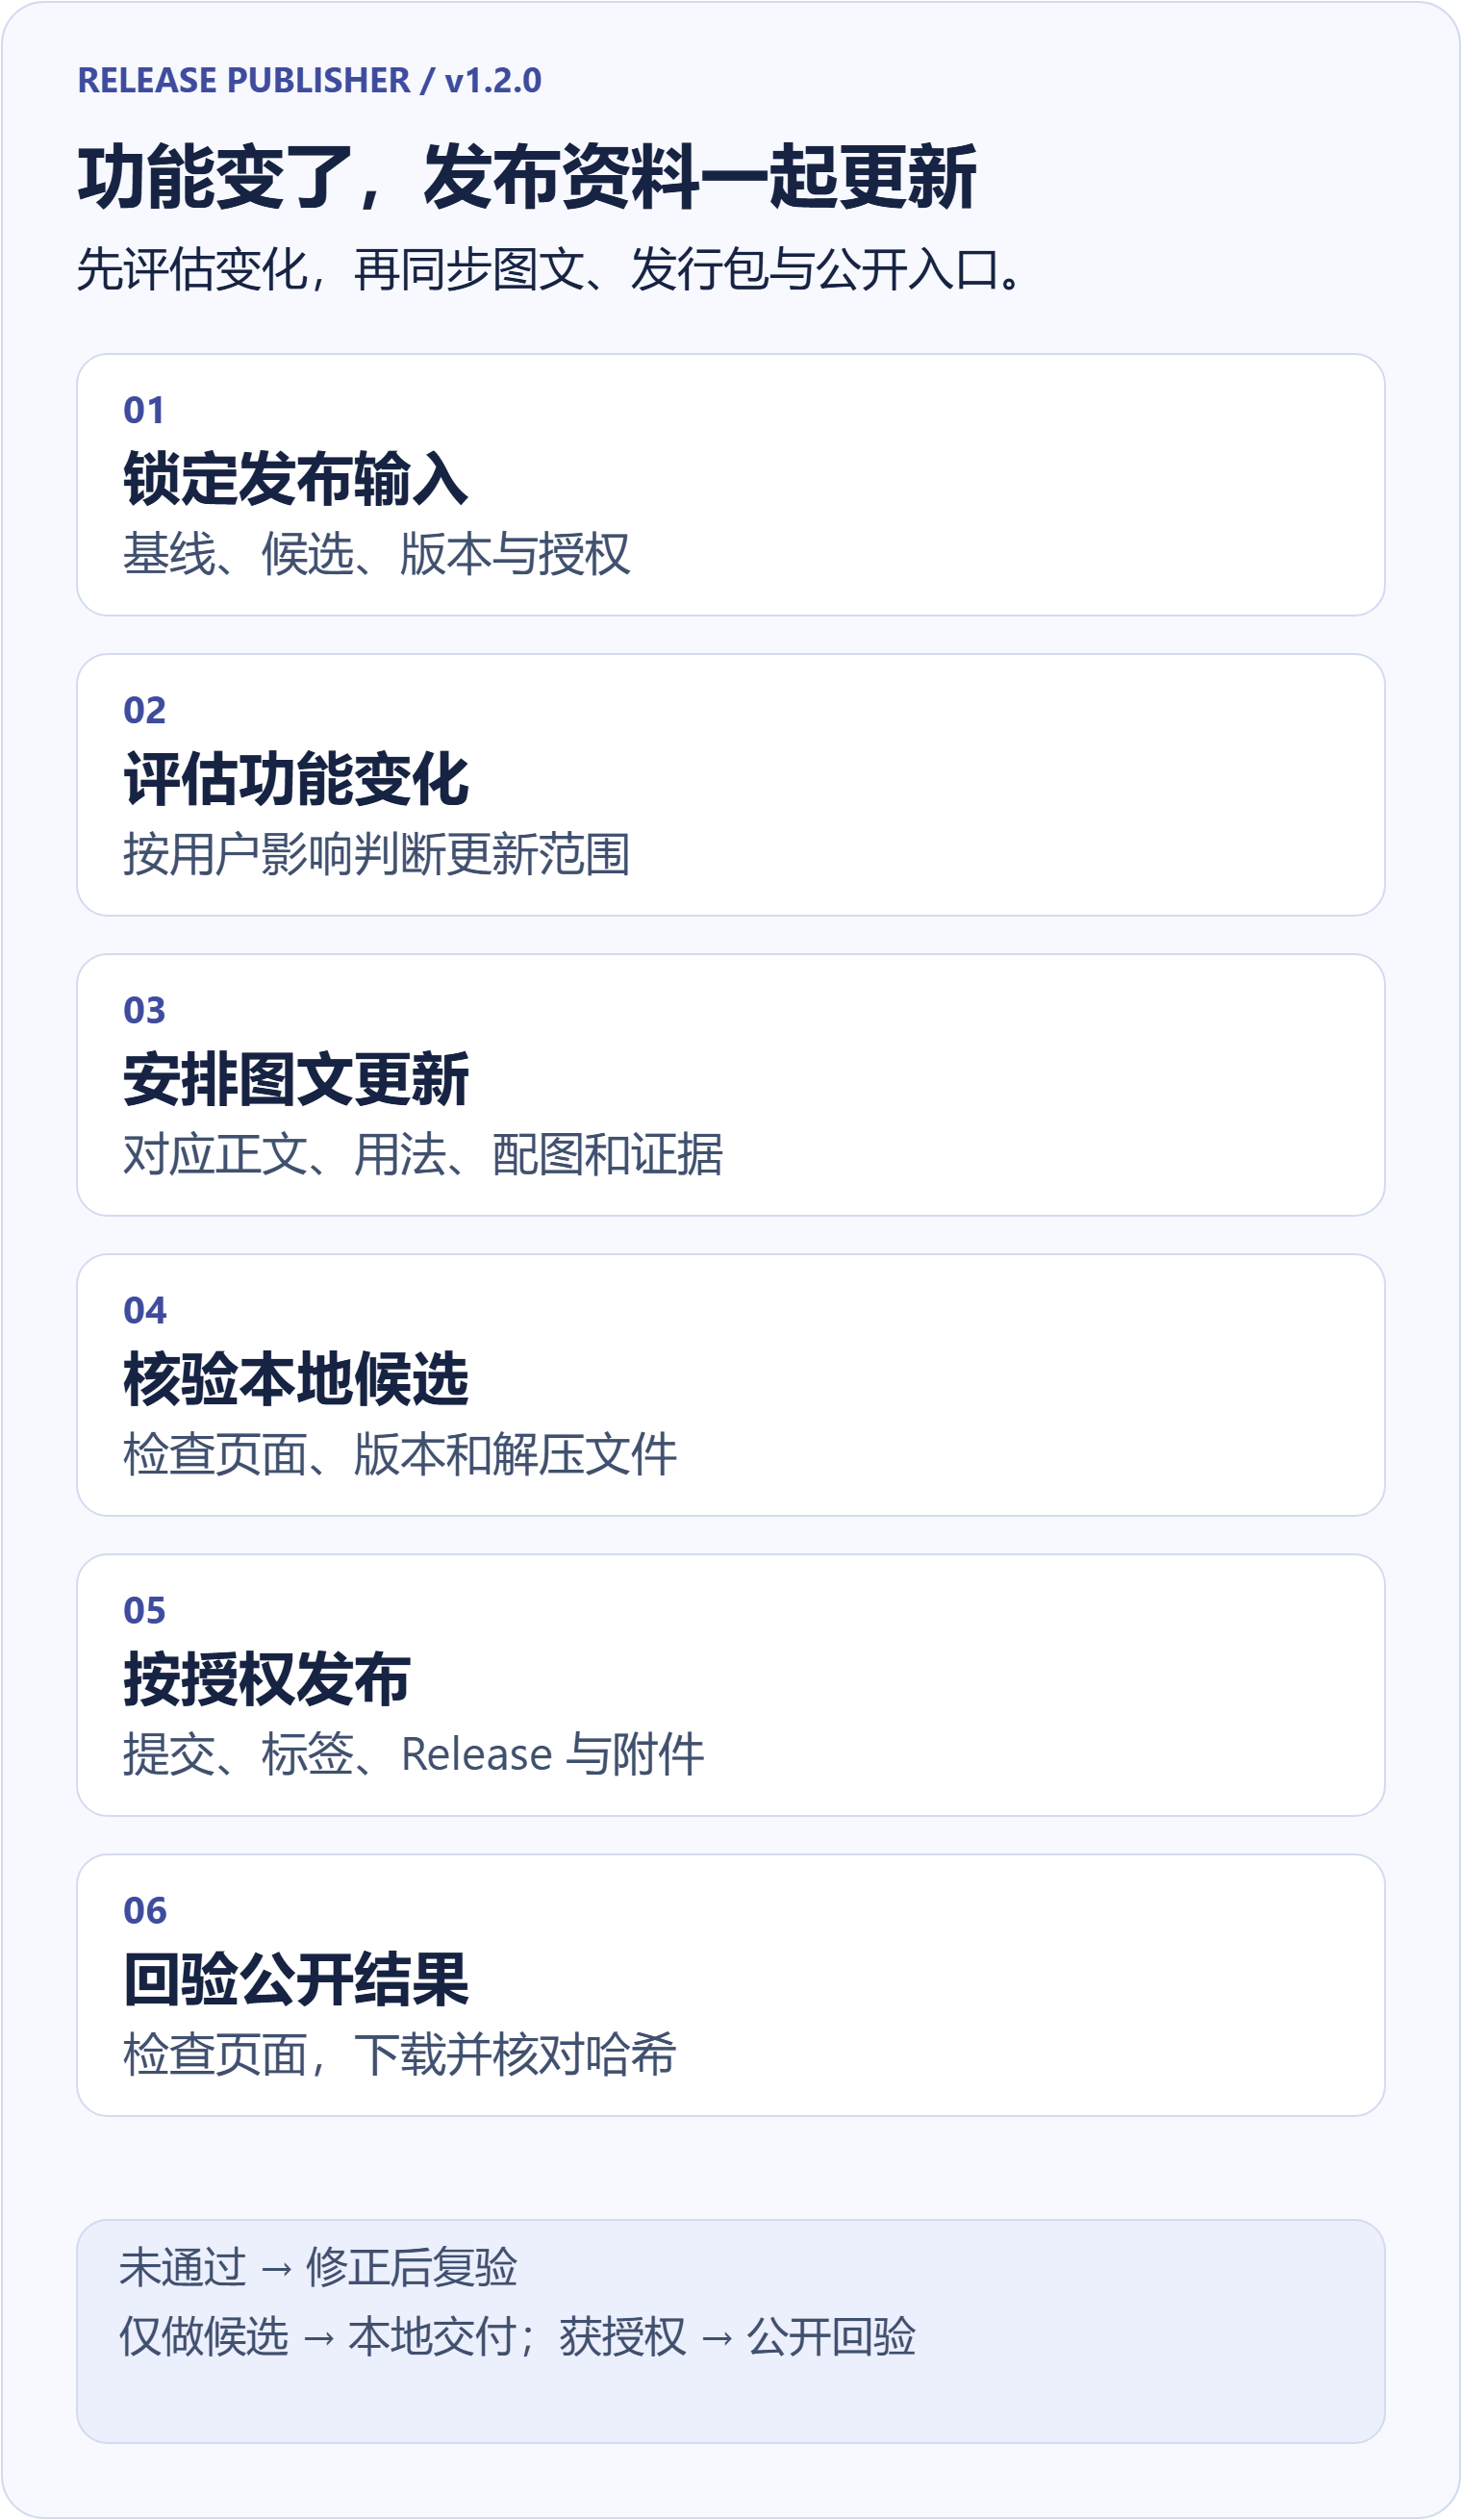 RELEASE PUBLISHER / v1.2.0
功能变了，发布资料一起更新
先评估变化，再同步图文、发行包与公开入口。
01
锁定发布输入
基线、候选、版本与授权
02
评估功能变化
按用户影响判断更新范围
03
安排图文更新
对应正文、用法、配图和证据
04
核验本地候选
检查页面、版本和解压文件
05
按授权发布
提交、标签、Release 与附件
06
回验公开结果
检查页面，下载并核对哈希
未通过 → 修正后复验
仅做候选 → 本地交付；获授权 → 公开回验